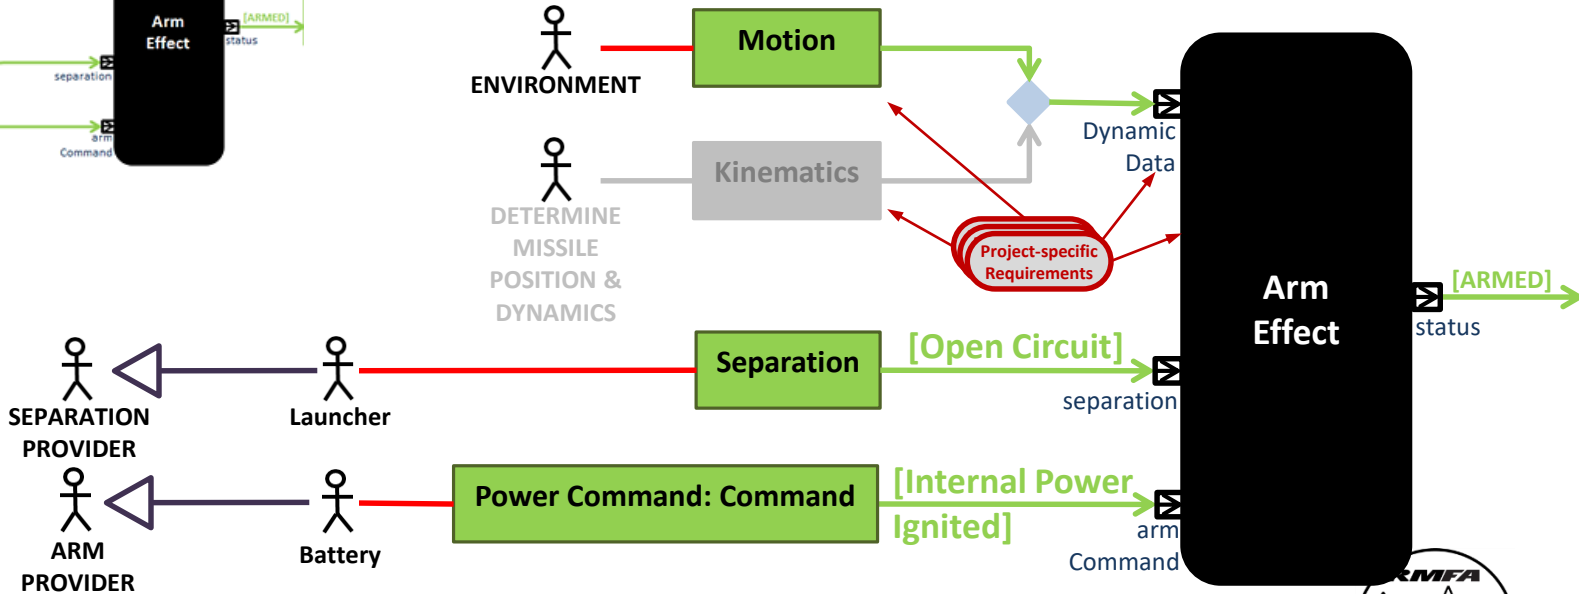 Arm
Effect
[ARMED]
status
separation
arm
Command
ENVIRONMENT
Motion
Dynamic
Data
DETERMINE
MISSILE
POSITION &
DYNAMICS
Kinematics
Project-specific
Requirements
Arm
Effect
[ARMED]
status
SEPARATION
PROVIDER
Launcher
Separation
[Open Circuit]
separation
ARM
PROVIDER
Battery
Power Command: Command
[Internal Power
Ignited]
arm
Command